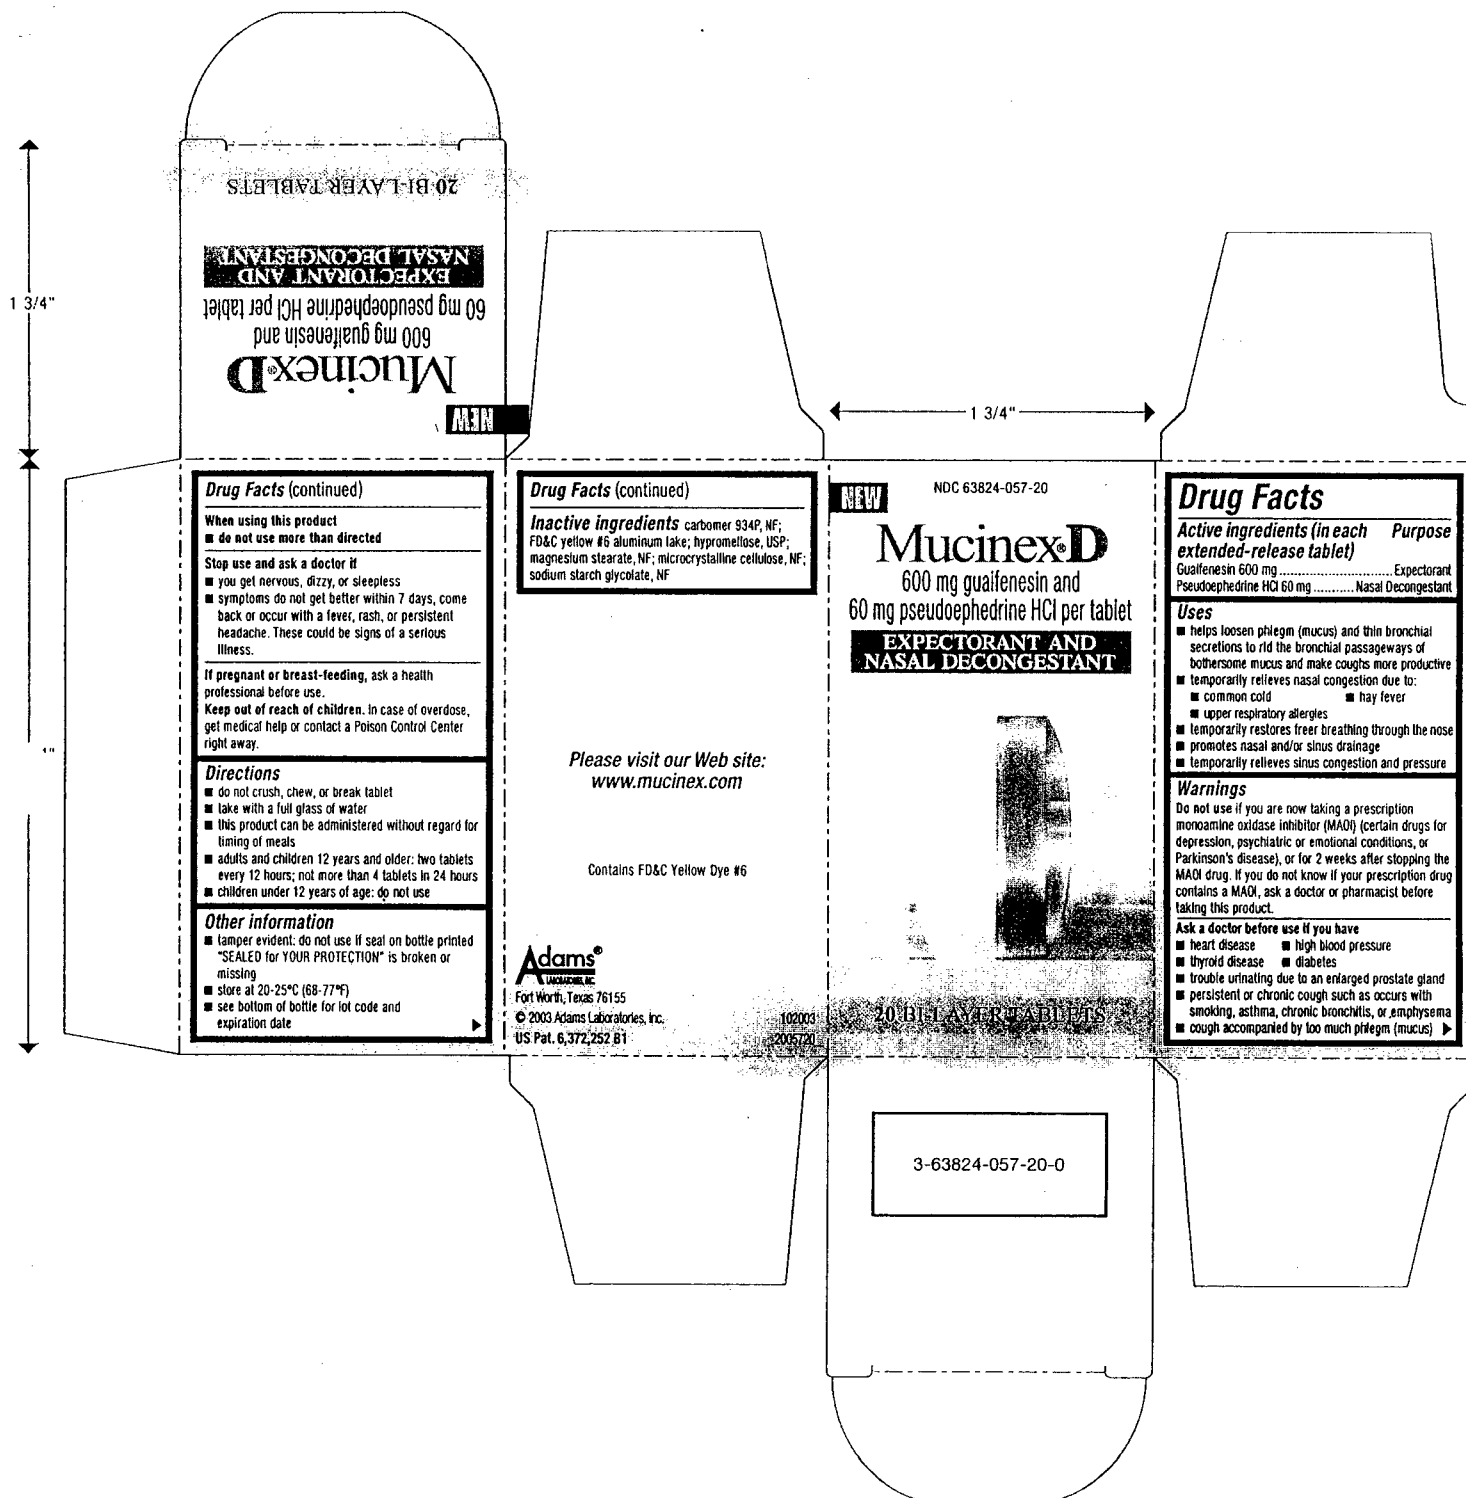 20 BI-LAYER TABLETS
EXPECTORANT AND
NASAL DECONGESTANT
600 mg guaifenesin and
60 mg pseudoephedrine HCl per tablet
Mucinex®D
NEW
1 3/4"
1 3/4"
1"
Drug Facts (continued)
When using this product
■ do not use more than directed
Stop use and ask a doctor if
■ you get nervous, dizzy, or sleepless
■ symptoms do not get better within 7 days, come
back or occur with a fever, rash, or persistent
headache. These could be signs of a serious
illness.
If pregnant or breast-feeding, ask a health
professional before use.
Keep out of reach of children. In case of overdose,
get medical help or contact a Poison Control Center
right away.
Directions
■ do not crush, chew, or break tablet
■ take with a full glass of water
■ this product can be administered without regard for
timing of meals
■ adults and children 12 years and older: two tablets
every 12 hours; not more than 4 tablets in 24 hours
■ children under 12 years of age: do not use
Other information
■ tamper evident: do not use if seal on bottle printed
"SEALED for YOUR PROTECTION" is broken or
missing
■ store at 20-25°C (68-77°F)
■ see bottom of bottle for lot code and
expiration date
Drug Facts (continued)
Inactive ingredients carbomer 934P, NF;
FD&C yellow #6 aluminum lake; hypromellose, USP;
magnesium stearate, NF; microcrystalline cellulose, NF;
sodium starch glycolate, NF
Please visit our Web site:
www.mucinex.com
Contains FD&C Yellow Dye #6
Adams®
LABORATORIES, INC.
Fort Worth, Texas 76155
© 2003 Adams Laboratories, Inc.
US Pat. 6,372,252 B1
102003
2005720
NEW
NDC 63824-057-20
Mucinex®D
600 mg guaifenesin and
60 mg pseudoephedrine HCl per tablet
EXPECTORANT AND
NASAL DECONGESTANT
20 BI-LAYER TABLETS
3-63824-057-20-0
Drug Facts
Active ingredients (in each Purpose
extended-release tablet)
Guaifenesin 600 mg ........................ Expectorant
Pseudoephedrine HCl 60 mg ........... Nasal Decongestant
Uses
■ helps loosen phlegm (mucus) and thin bronchial
secretions to rid the bronchial passageways of
bothersome mucus and make coughs more productive
■ temporarily relieves nasal congestion due to:
■ common cold ■ hay fever
■ upper respiratory allergies
■ temporarily restores freer breathing through the nose
■ promotes nasal and/or sinus drainage
■ temporarily relieves sinus congestion and pressure
Warnings
Do not use if you are now taking a prescription
monoamine oxidase inhibitor (MAOI) (certain drugs for
depression, psychiatric or emotional conditions, or
Parkinson's disease), or for 2 weeks after stopping the
MAOI drug. If you do not know if your prescription drug
contains a MAOI, ask a doctor or pharmacist before
taking this product.
Ask a doctor before use if you have
■ heart disease ■ high blood pressure
■ thyroid disease ■ diabetes
■ trouble urinating due to an enlarged prostate gland
■ persistent or chronic cough such as occurs with
smoking, asthma, chronic bronchitis, or emphysema
■ cough accompanied by too much phlegm (mucus)